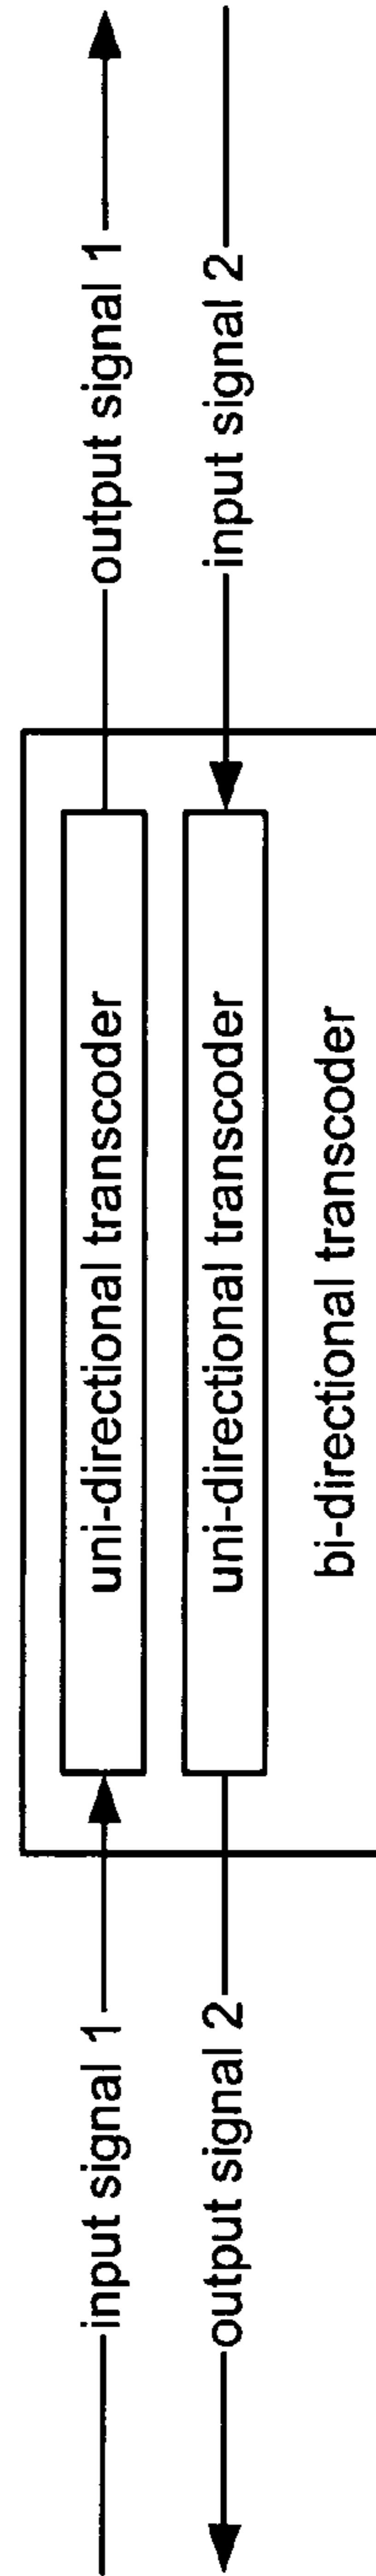 input signal 1
uni-directional transcoder
output signal 1
output signal 2
uni-directional transcoder
input signal 2
bi-directional transcoder